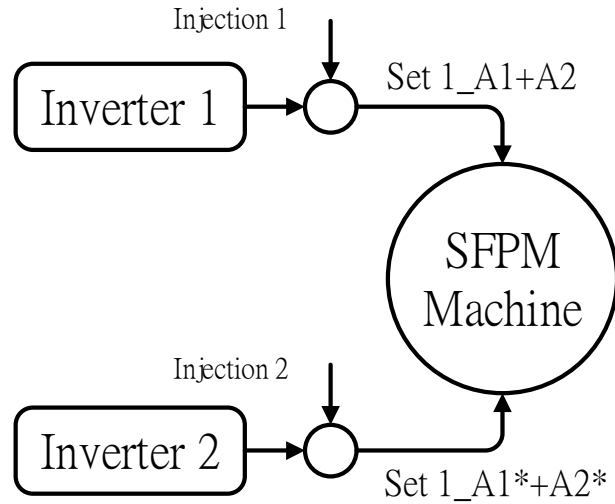 Injection 1
Inverter 1
Set 1_A1+A2
SFPM
Machine
Injection 2
Inverter 2
Set 1_A1*+A2*